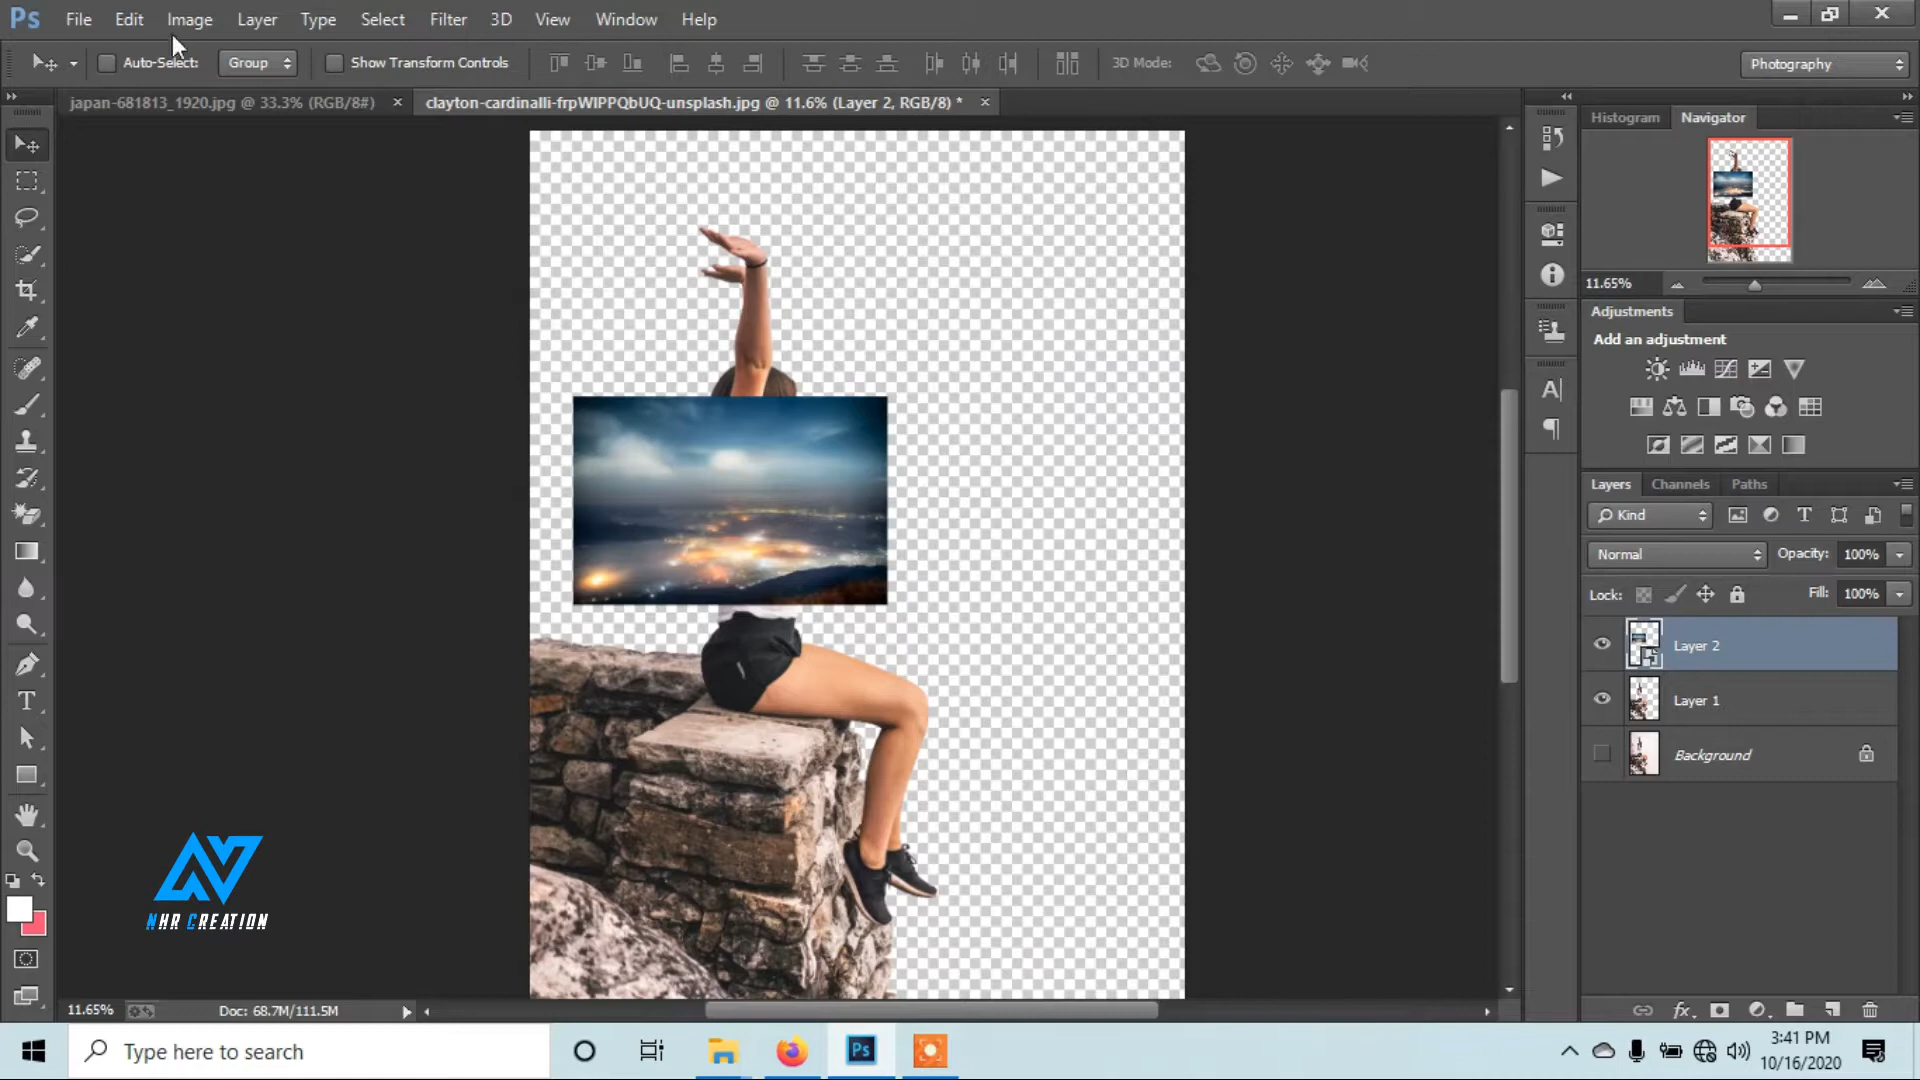 Ps File Edit Image Layer Type Select Filter 3D View Window Help
Auto-Select: Group Show Transform Controls 3D Mode: Photography
japan-681813_1920.jpg @ 33.3% (RGB/8#) × clayton-cardinalli-frpWIPPQbUQ-unsplash.jpg @ 11.6% (Layer 2, RGB/8) * ×
Histogram Navigator
11.65%
Adjustments
Add an adjustment
Layers Channels Paths
Kind
Normal Opacity: 100%
Lock: Fill: 100%
Layer 2
Layer 1
Background
NHR CREATION
11.65% Doc: 68.7M/111.5M
Type here to search
Ps
3:41 PM
10/16/2020